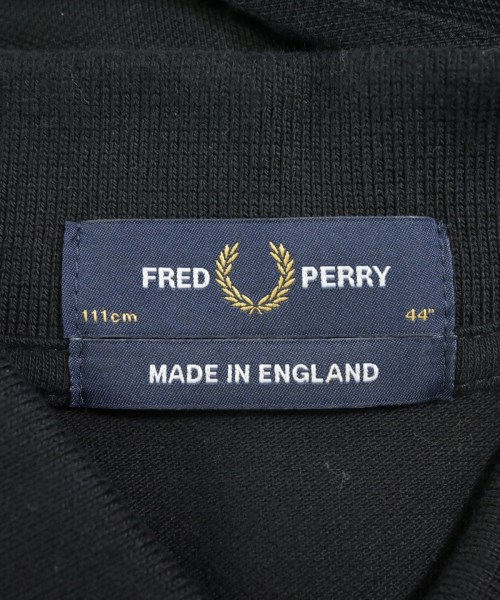 FRED PERRY
111cm 44"
MADE IN ENGLAND